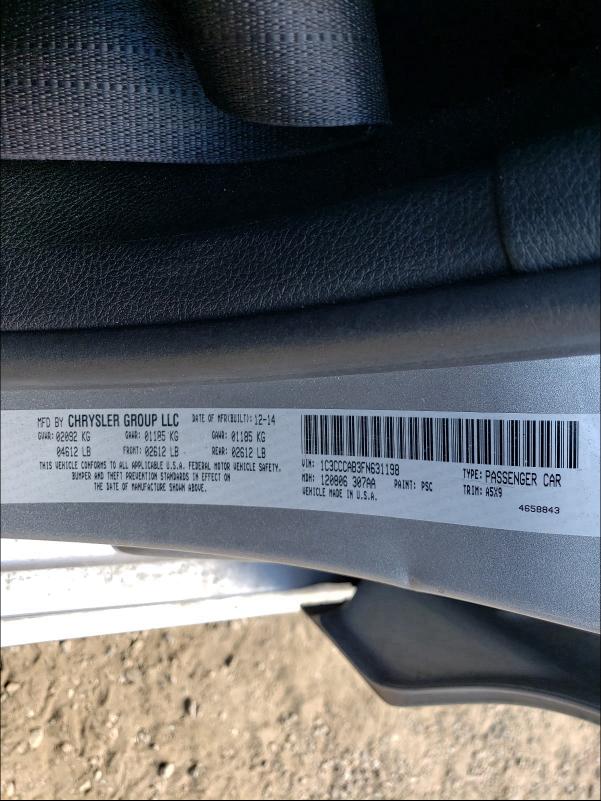 MFD BY CHRYSLER GROUP LLC DATE OF MFR(BUILT): 12-14
GVWR: 02092 KG GAWR: 01185 KG GAWR: 01185 KG
04612 LB FRONT: 02612 LB REAR: 02612 LB
THIS VEHICLE CONFORMS TO ALL APPLICABLE U.S.A. FEDERAL MOTOR VEHICLE SAFETY,
BUMPER AND THEFT PREVENTION STANDARDS IN EFFECT ON
THE DATE OF MANUFACTURE SHOWN ABOVE.
VIN: 1C3CCCAB3FN631198 TYPE: PASSENGER CAR
MDH: 120806 307AA PAINT: PSC TRIM: A5X9
VEHICLE MADE IN U.S.A.
4658843